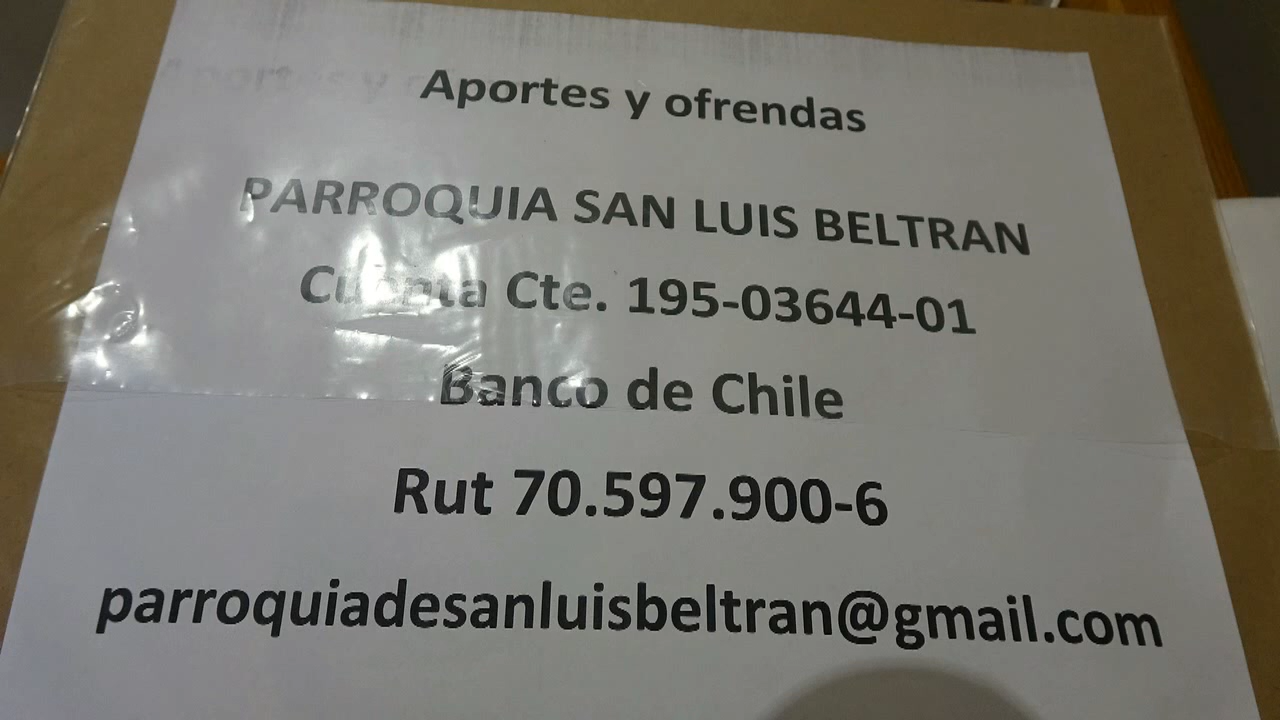 Aportes y ofrendas
PARROQUIA SAN LUIS BELTRAN
Cuenta Cte. 195-03644-01
Banco de Chile
Rut 70.597.900-6
parroquiadesanluisbeltran@gmail.com